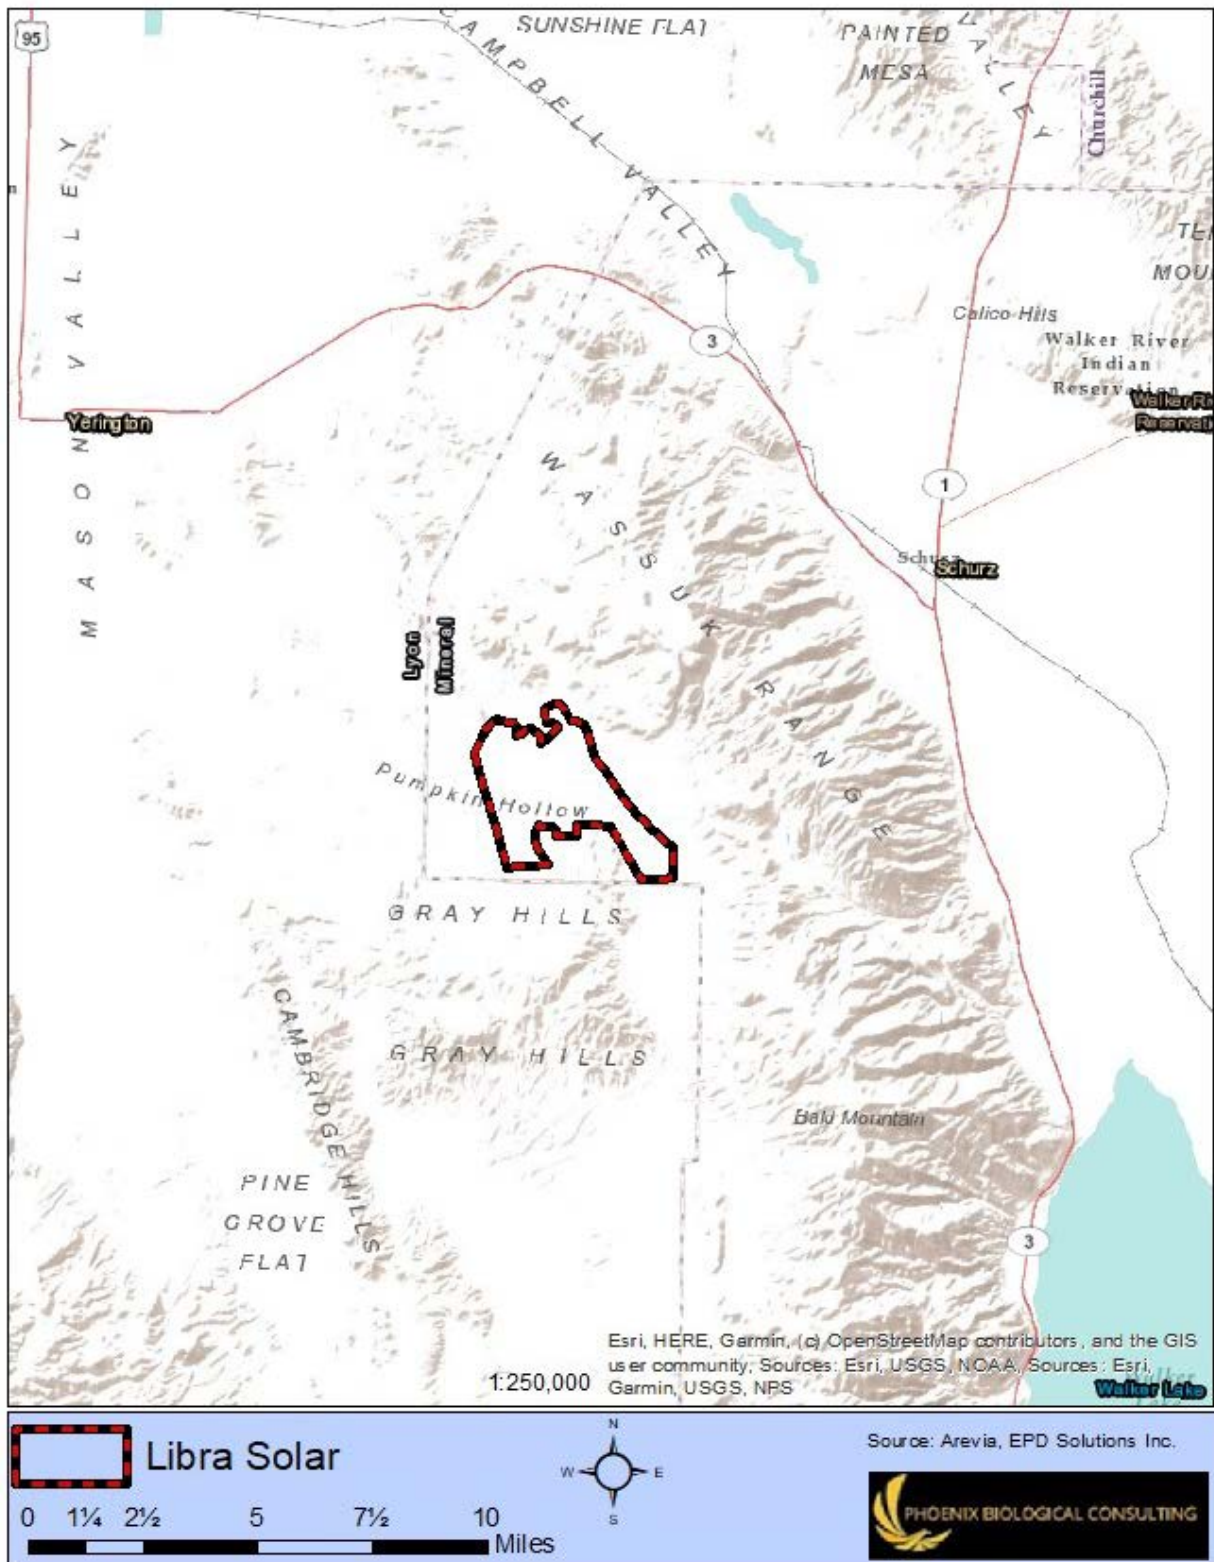 95
SUNSHINE FLAT
PAINTED
MESA
VALLEY
CAMPBELL VALLEY
Churchill
MASON VALLEY
Calico Hills
3
Walker River
Indian
Reservation
Yerington
WASSUK RANGE
1
Schurz
Schurz
Lyon
Mineral
Pumpkin Hollow
GRAY HILLS
CAMBRIDGE HILLS
GRAY HILLS
Bald Mountain
PINE
GROVE
FLAT
3
Esri, HERE, Garmin, (c) OpenStreetMap contributors, and the GIS
user community, Sources: Esri, USGS, NOAA, Sources: Esri,
Garmin, USGS, NPS
1:250,000
Walker Lake
Libra Solar
N
W E
S
Source: Arevia, EPD Solutions Inc.
0 1¼ 2½ 5 7½ 10
Miles
PHOENIX BIOLOGICAL CONSULTING